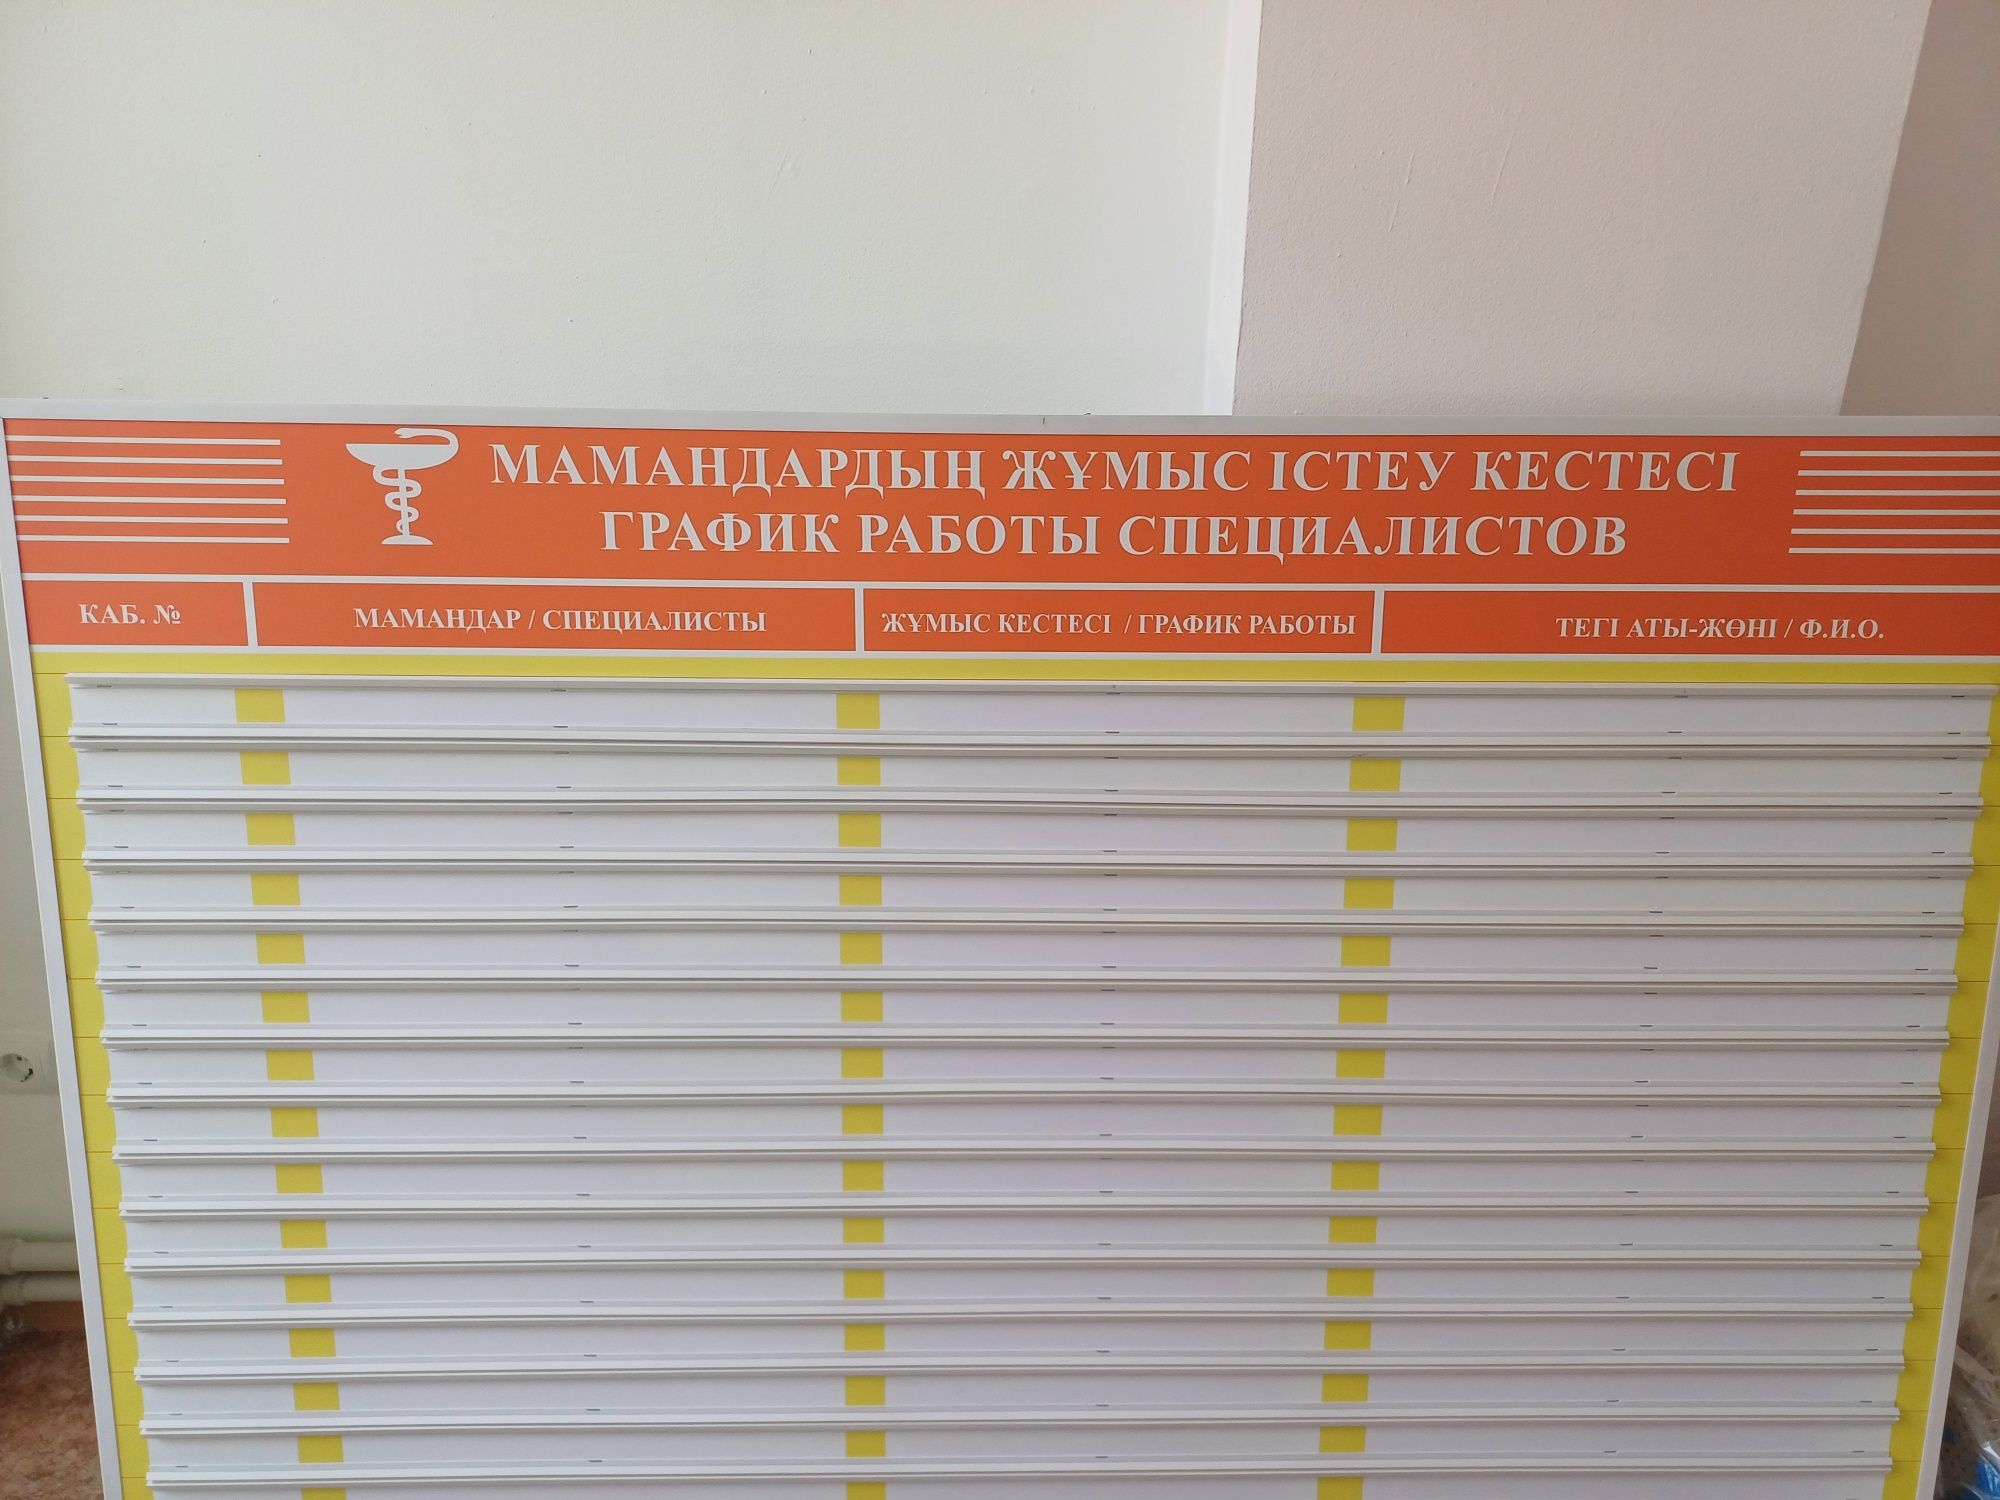 МАМАНДАРДЫҢ ЖҰМЫС ІСТЕУ КЕСТЕСІ
ГРАФИК РАБОТЫ СПЕЦИАЛИСТОВ
КАБ. №
МАМАНДАР / СПЕЦИАЛИСТЫ
ЖҰМЫС КЕСТЕСІ / ГРАФИК РАБОТЫ
ТЕГІ АТЫ-ЖӨНІ / Ф.И.О.